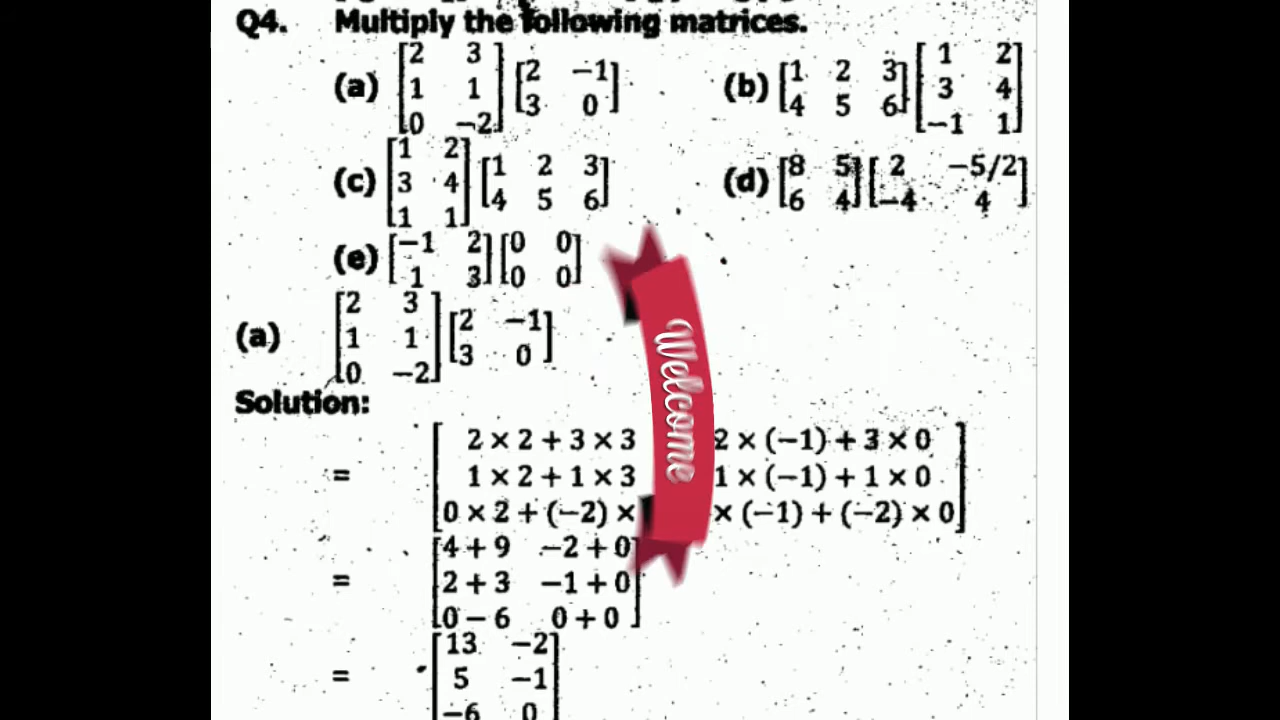 Q4. Multiply the following matrices.
(a) [2 3; 1 1; 0 −2] [2 −1; 3 0] (b) [1 2 3; 4 5 6] [1 2; 3 4; −1 1]
(c) [1 2; 3 4; 1 1] [1 2 3; 4 5 6] (d) [8 5; 6 4] [2 −5/2; −4 4]
(e) [−1 2; 1 3] [0 0; 0 0]
(a) [2 3; 1 1; 0 −2] [2 −1; 3 0]
Solution:
= [2 × 2 + 3 × 3 2 × (−1) + 3 × 0; 1 × 2 + 1 × 3 1 × (−1) + 1 × 0; 0 × 2 + (−2) × × (−1) + (−2) × 0]
= [4 + 9 −2 + 0; 2 + 3 −1 + 0; 0 − 6 0 + 0]
= [13 −2; 5 −1; −6 0]
Welcome